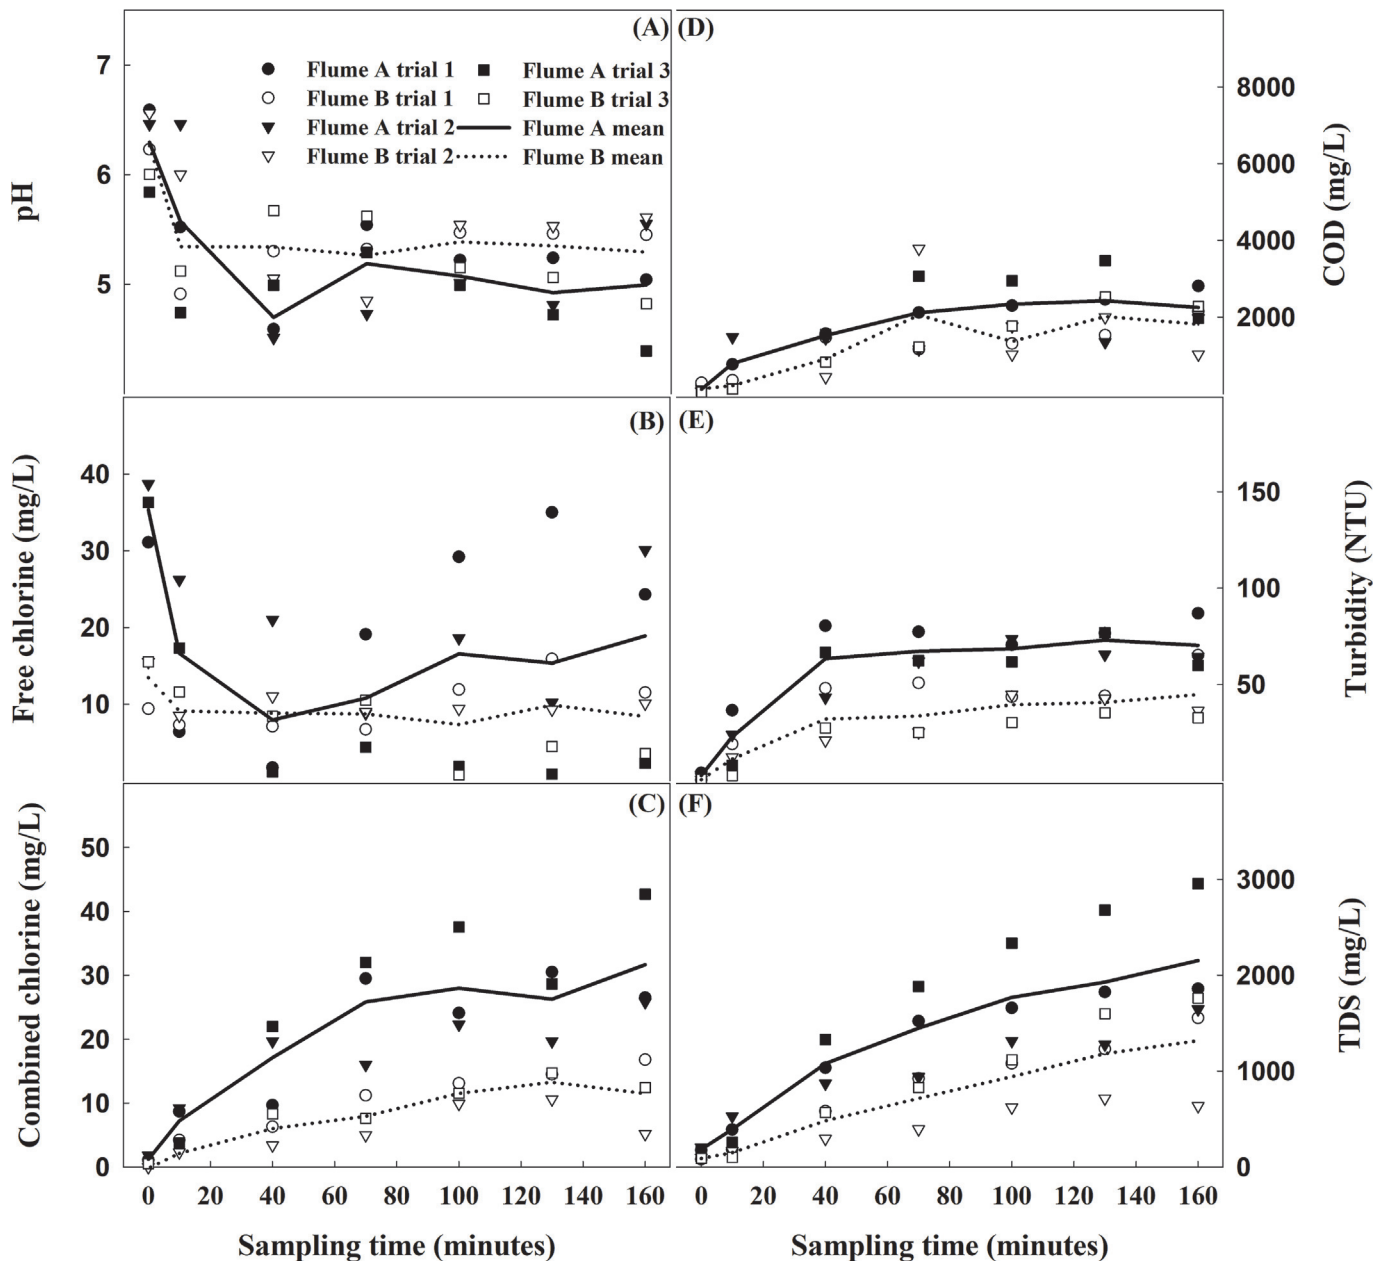 (A)
7
6
5
pH
Flume A trial 1
Flume B trial 1
Flume A trial 2
Flume B trial 2
Flume A trial 3
Flume B trial 3
Flume A mean
Flume B mean
(D)
8000
6000
4000
2000
COD (mg/L)
(B)
40
30
20
10
Free chlorine (mg/L)
(E)
150
100
50
Turbidity (NTU)
(C)
50
40
30
20
10
0
Combined chlorine (mg/L)
0 20 40 60 80 100 120 140 160
Sampling time (minutes)
(F)
3000
2000
1000
0
TDS (mg/L)
0 20 40 60 80 100 120 140 160
Sampling time (minutes)